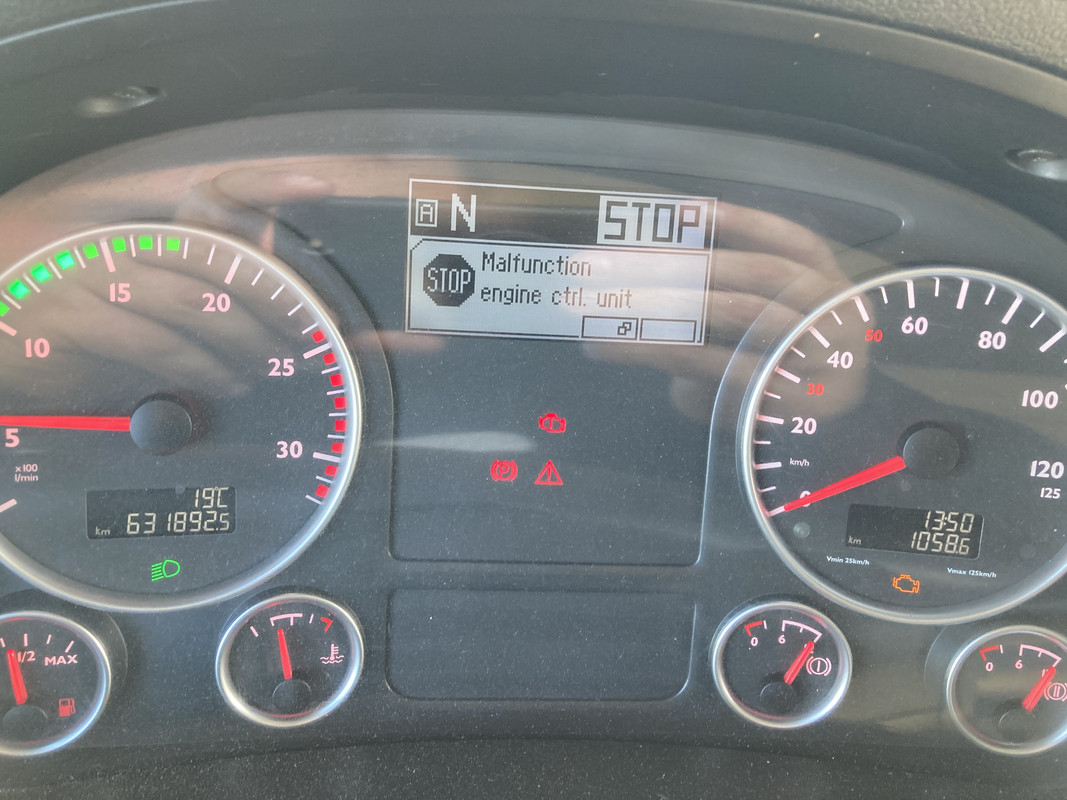 A N STOP
STOP Malfunction
engine ctrl. unit
5 10 15 20 25 30
x100
l/min
19°C
km 631892.5
0 20 30 40 50 60 80 100 120
125
km/h
13:50
km 1058.6
Vmin 25km/h Vmax 125km/h
P
1/2 MAX
0 6
0 6